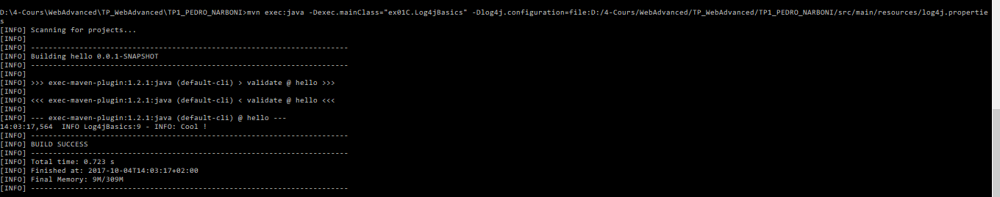 D:\4-Cours\WebAdvanced\TP_WebAdvanced\TP1_PEDRO_NARBONI>mvn exec:java -Dexec.mainClass="ex01C.Log4jBasics" -Dlog4j.configuration=file:D:/4-Cours/WebAdvanced/TP_WebAdvanced/TP1_PEDRO_NARBONI/src/main/resources/log4j.propertie
s
[INFO] Scanning for projects...
[INFO]
[INFO] ------------------------------------------------------------------------
[INFO] Building hello 0.0.1-SNAPSHOT
[INFO] ------------------------------------------------------------------------
[INFO]
[INFO] >>> exec-maven-plugin:1.2.1:java (default-cli) > validate @ hello >>>
[INFO]
[INFO] <<< exec-maven-plugin:1.2.1:java (default-cli) < validate @ hello <<<
[INFO]
[INFO] --- exec-maven-plugin:1.2.1:java (default-cli) @ hello ---
14:03:17,564  INFO Log4jBasics:9 - INFO: Cool !
[INFO] ------------------------------------------------------------------------
[INFO] BUILD SUCCESS
[INFO] ------------------------------------------------------------------------
[INFO] Total time: 0.723 s
[INFO] Finished at: 2017-10-04T14:03:17+02:00
[INFO] Final Memory: 9M/309M
[INFO] ------------------------------------------------------------------------